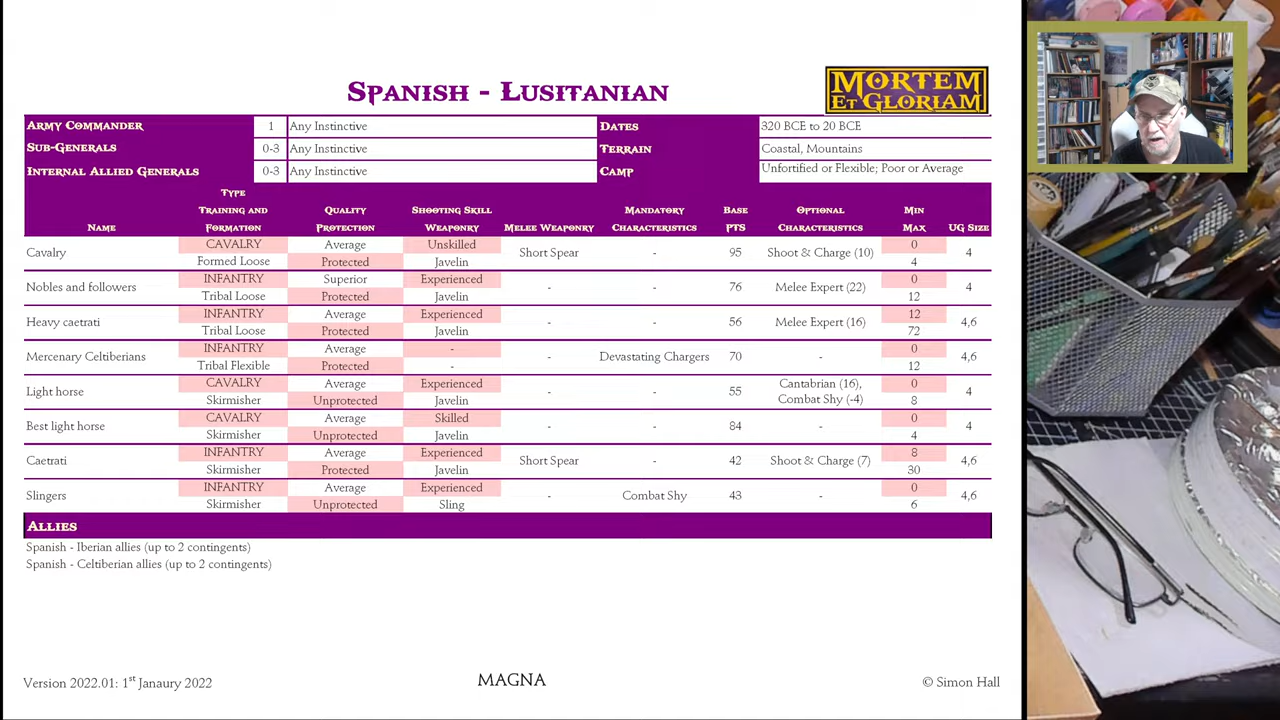 Spanish - Lusitanian
Mortem
Et Gloriam
Army Commander 1 Any Instinctive Dates 320 BCE to 20 BCE
Sub-Generals 0-3 Any Instinctive Terrain Coastal, Mountains
Internal Allied Generals 0-3 Any Instinctive Camp Unfortified or Flexible; Poor or Average
Type
Training and Quality Shooting Skill Mandatory Base Optional Min
Name Formation Protection Weaponry Melee Weaponry Characteristics Pts Characteristics Max UG Size
CAVALRY Average Unskilled 0
Cavalry Short Spear - 95 Shoot & Charge (10) 4
Formed Loose Protected Javelin 4
INFANTRY Superior Experienced 0
Nobles and followers - - 76 Melee Expert (22) 4
Tribal Loose Protected Javelin 12
INFANTRY Average Experienced 12
Heavy caetrati - - 56 Melee Expert (16) 4,6
Tribal Loose Protected Javelin 72
INFANTRY Average - 0
Mercenary Celtiberians - Devastating Chargers 70 - 4,6
Tribal Flexible Protected - 12
CAVALRY Average Experienced Cantabrian (16), 0
Light horse - - 55 4
Skirmisher Unprotected Javelin Combat Shy (-4) 8
CAVALRY Average Skilled 0
Best light horse - - 84 - 4
Skirmisher Unprotected Javelin 4
INFANTRY Average Experienced 8
Caetrati Short Spear - 42 Shoot & Charge (7) 4,6
Skirmisher Protected Javelin 30
INFANTRY Average Experienced 0
Slingers - Combat Shy 43 - 4,6
Skirmisher Unprotected Sling 6
Allies
Spanish - Iberian allies (up to 2 contingents)
Spanish - Celtiberian allies (up to 2 contingents)
Version 2022.01: 1st Janaury 2022 MAGNA © Simon Hall